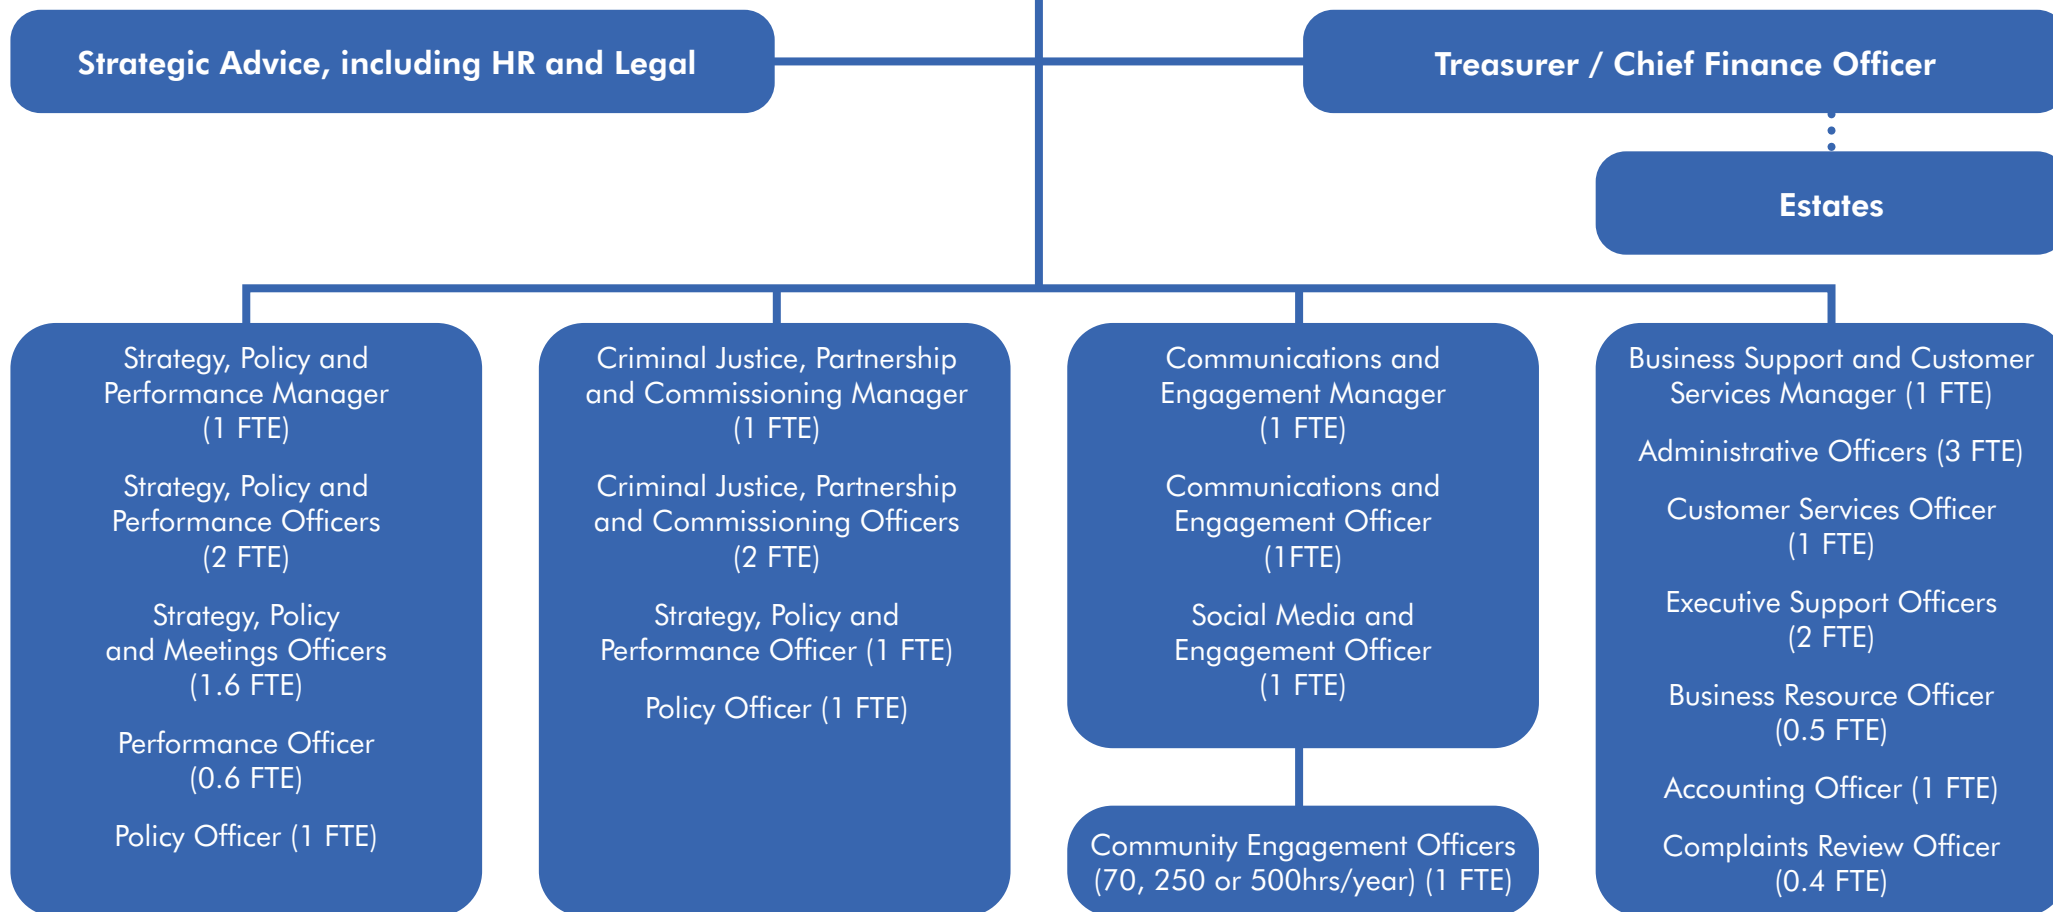 Strategic Advice, including HR and Legal
Treasurer / Chief Finance Officer
Estates
Strategy, Policy and
Performance Manager
(1 FTE)
Strategy, Policy and
Performance Officers
(2 FTE)
Strategy, Policy
and Meetings Officers
(1.6 FTE)
Performance Officer
(0.6 FTE)
Policy Officer (1 FTE)
Criminal Justice, Partnership
and Commissioning Manager
(1 FTE)
Criminal Justice, Partnership
and Commissioning Officers
(2 FTE)
Strategy, Policy and
Performance Officer (1 FTE)
Policy Officer (1 FTE)
Communications and
Engagement Manager
(1 FTE)
Communications and
Engagement Officer
(1FTE)
Social Media and
Engagement Officer
(1 FTE)
Community Engagement Officers
(70, 250 or 500hrs/year) (1 FTE)
Business Support and Customer
Services Manager (1 FTE)
Administrative Officers (3 FTE)
Customer Services Officer
(1 FTE)
Executive Support Officers
(2 FTE)
Business Resource Officer
(0.5 FTE)
Accounting Officer (1 FTE)
Complaints Review Officer
(0.4 FTE)